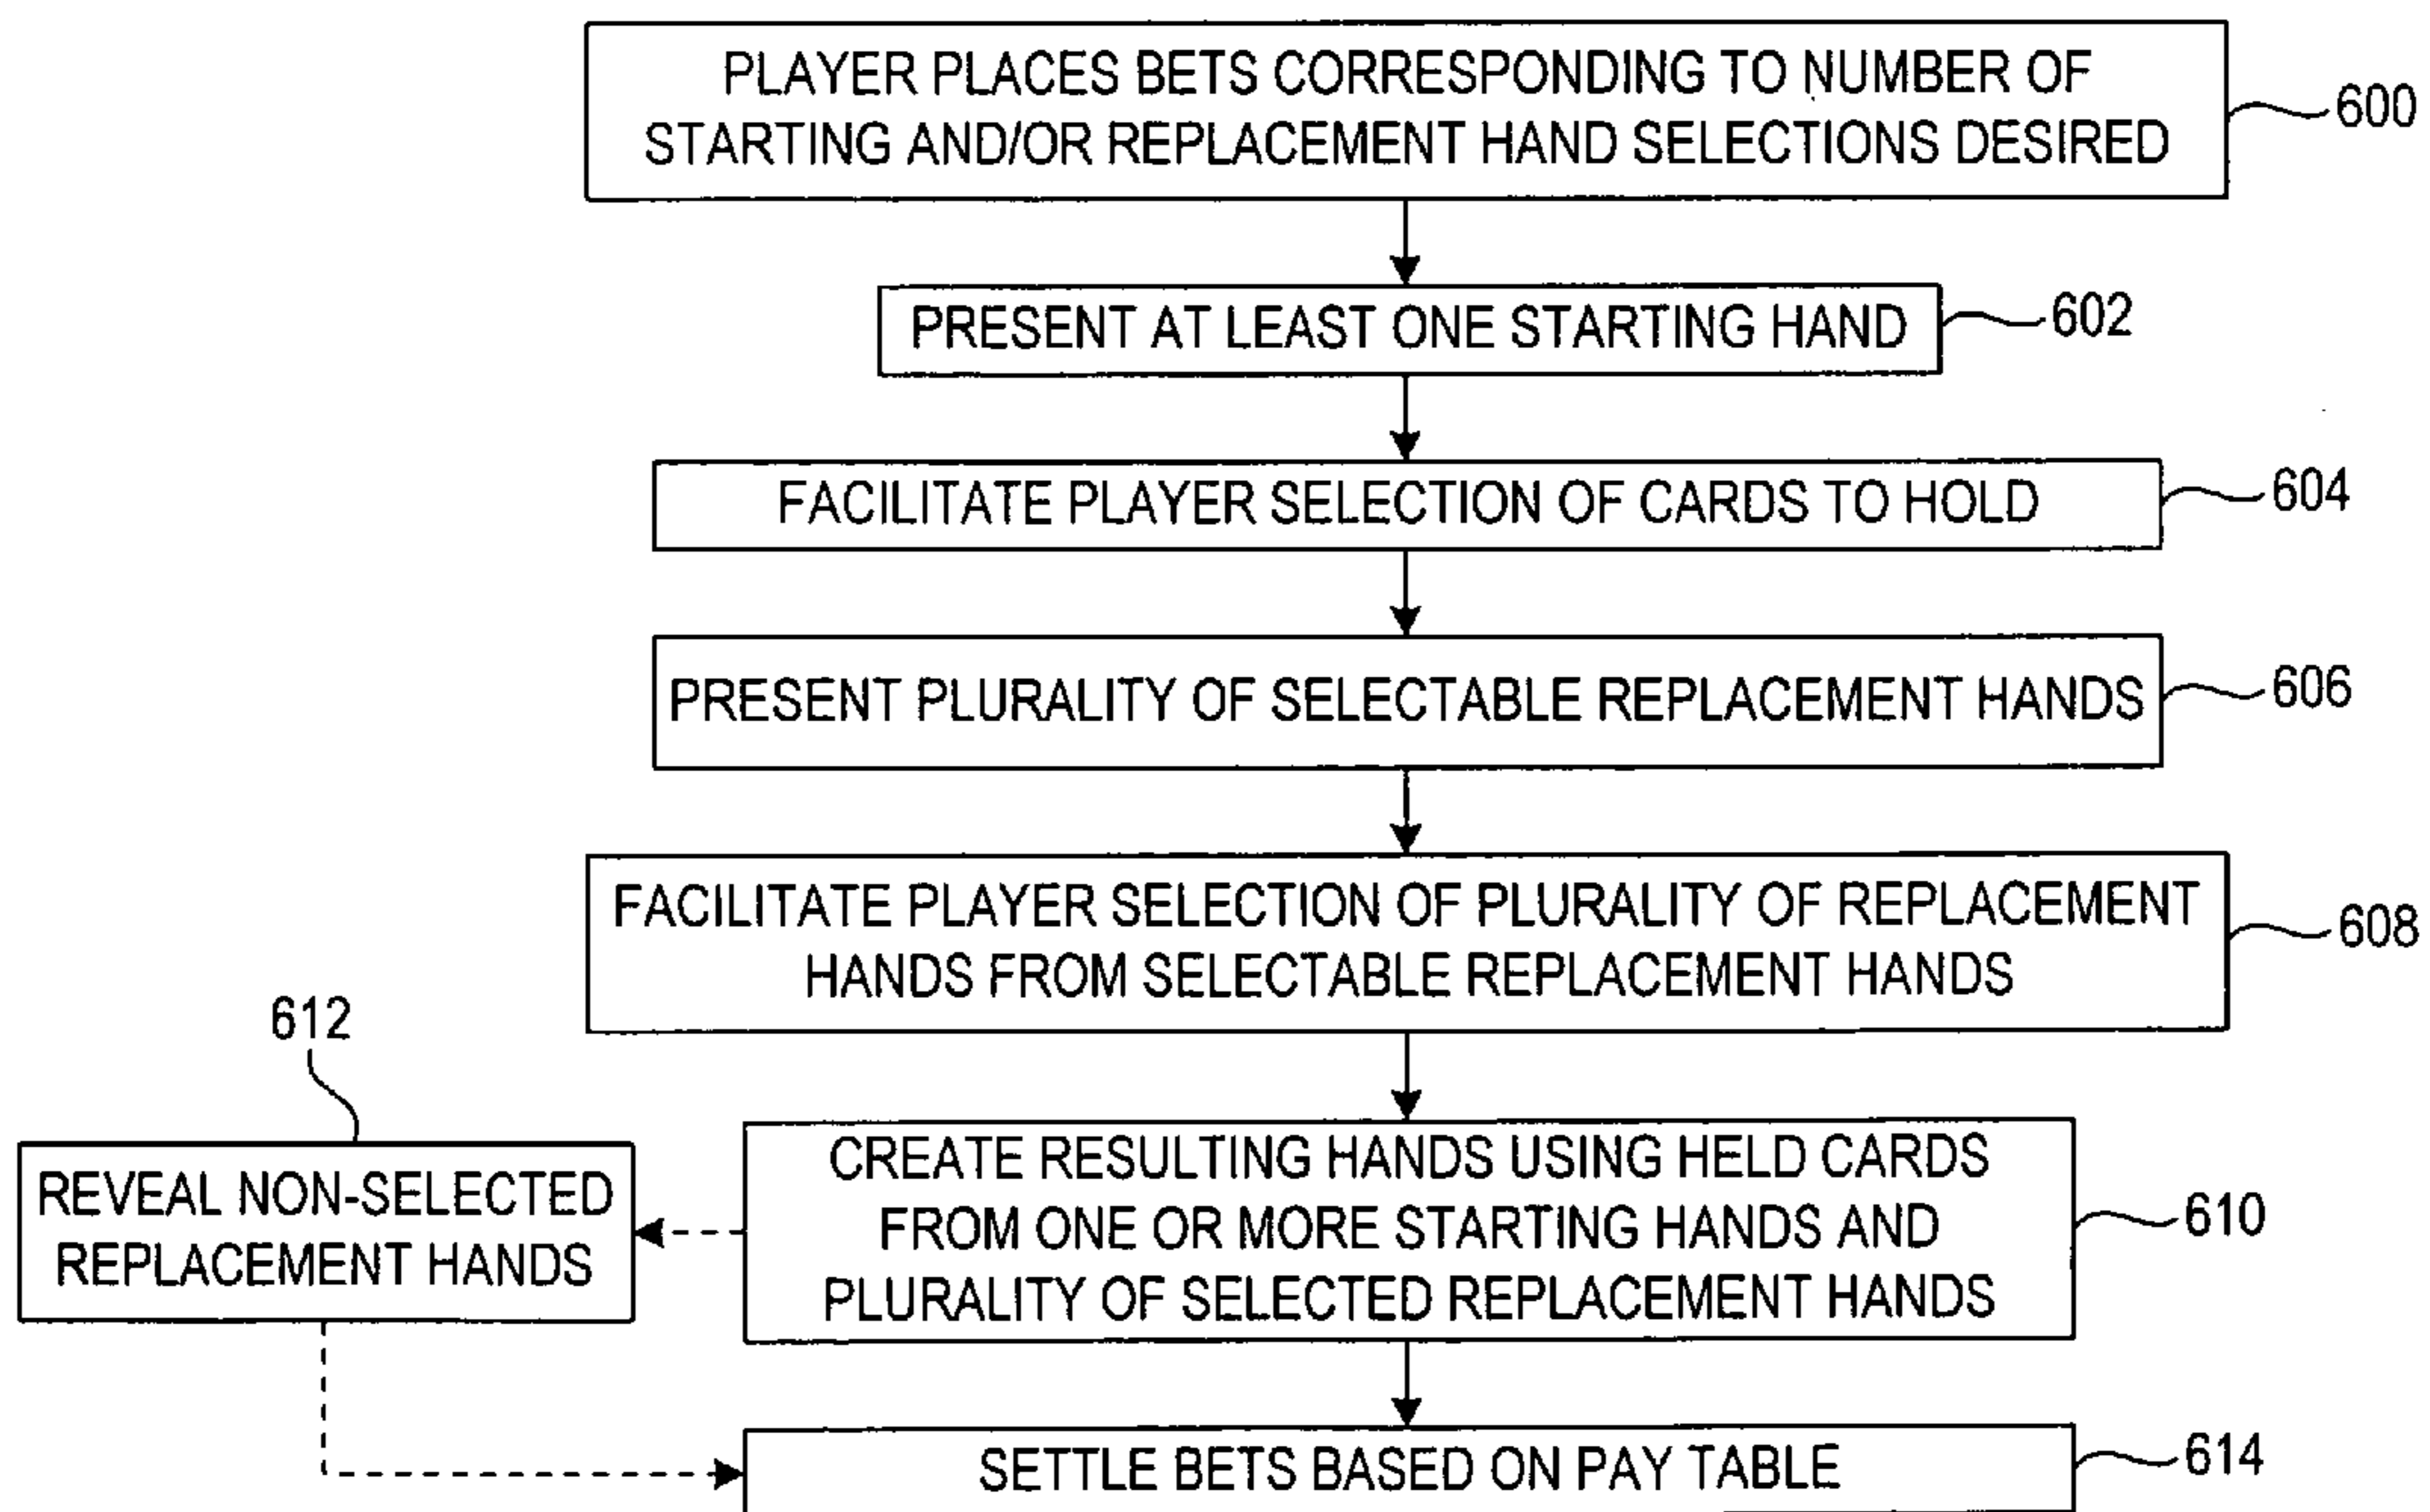 PLAYER PLACES BETS CORRESPONDING TO NUMBER OF
STARTING AND/OR REPLACEMENT HAND SELECTIONS DESIRED
600
PRESENT AT LEAST ONE STARTING HAND
602
FACILITATE PLAYER SELECTION OF CARDS TO HOLD
604
PRESENT PLURALITY OF SELECTABLE REPLACEMENT HANDS
606
FACILITATE PLAYER SELECTION OF PLURALITY OF REPLACEMENT
HANDS FROM SELECTABLE REPLACEMENT HANDS
608
612
REVEAL NON-SELECTED
REPLACEMENT HANDS
CREATE RESULTING HANDS USING HELD CARDS
FROM ONE OR MORE STARTING HANDS AND
PLURALITY OF SELECTED REPLACEMENT HANDS
610
SETTLE BETS BASED ON PAY TABLE
614